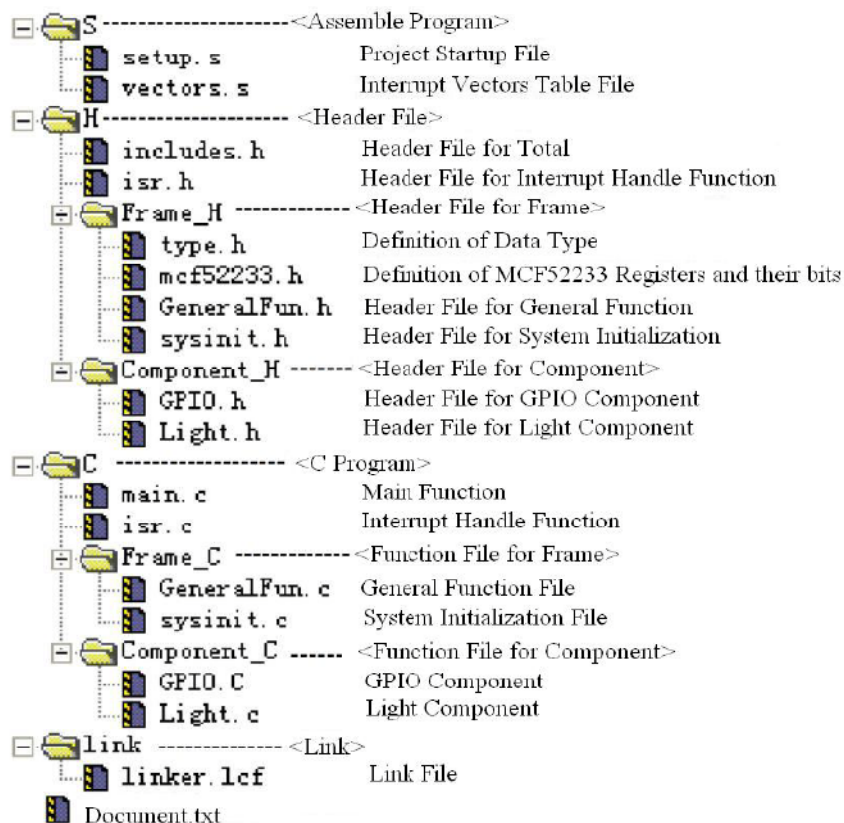 S ------------------- <Assemble Program>
setup. s Project Startup File
vectors. s Interrupt Vectors Table File
H -------------------- <Header File>
includes. h Header File for Total
isr. h Header File for Interrupt Handle Function
Frame_H ------------- <Header File for Frame>
type. h Definition of Data Type
mcf52233. h Definition of MCF52233 Registers and their bits
GeneralFun. h Header File for General Function
sysinit. h Header File for System Initialization
Component_H ------- <Header File for Component>
GPIO. h Header File for GPIO Component
Light. h Header File for Light Component
C ------------------ <C Program>
main. c Main Function
isr. c Interrupt Handle Function
Frame_C ------------- <Function File for Frame>
GeneralFun. c General Function File
sysinit. c System Initialization File
Component_C ...... <Function File for Component>
GPIO. C GPIO Component
Light. c Light Component
link -------------- <Link>
linker. lcf Link File
Document.txt